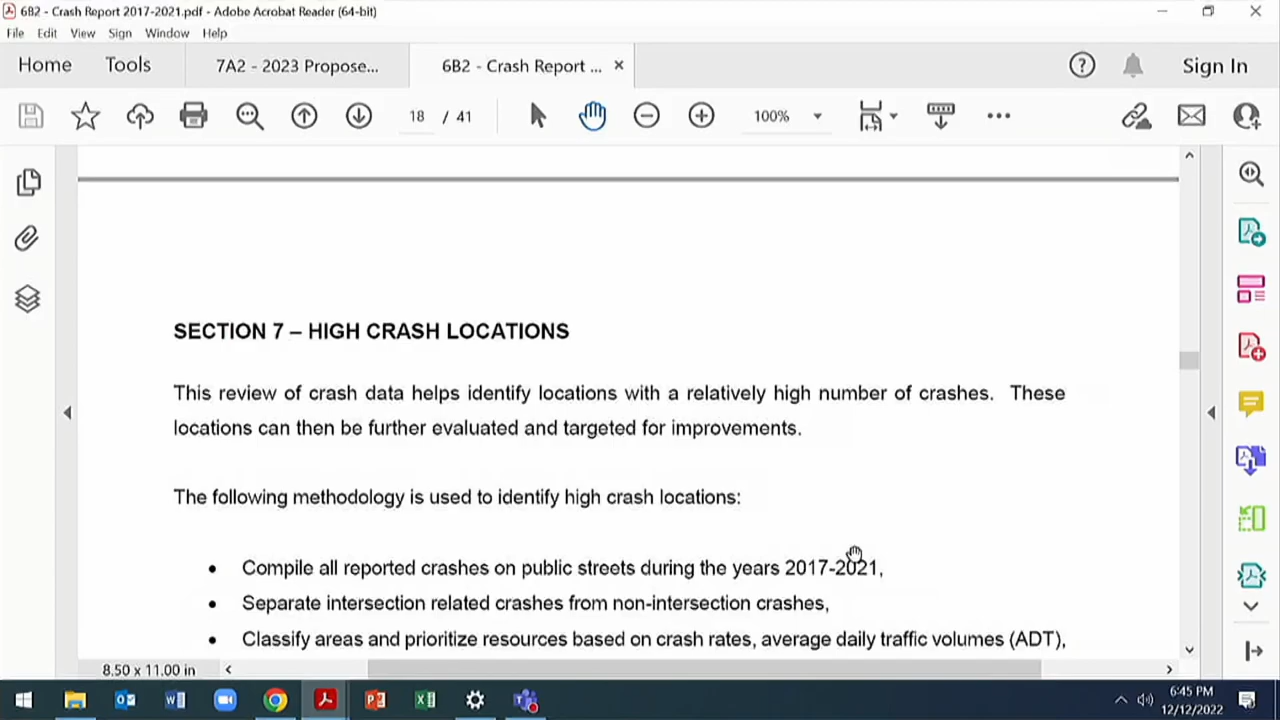 6B2 - Crash Report 2017-2021.pdf - Adobe Acrobat Reader (64-bit)
File Edit View Sign Window Help
Home Tools 7A2 - 2023 Propose... 6B2 - Crash Report ... × Sign In
18 / 41 100%
SECTION 7 – HIGH CRASH LOCATIONS
This review of crash data helps identify locations with a relatively high number of crashes. These
locations can then be further evaluated and targeted for improvements.
The following methodology is used to identify high crash locations:
• Compile all reported crashes on public streets during the years 2017-2021,
• Separate intersection related crashes from non-intersection crashes,
• Classify areas and prioritize resources based on crash rates, average daily traffic volumes (ADT),
8.50 x 11.00 in
6:45 PM
12/12/2022